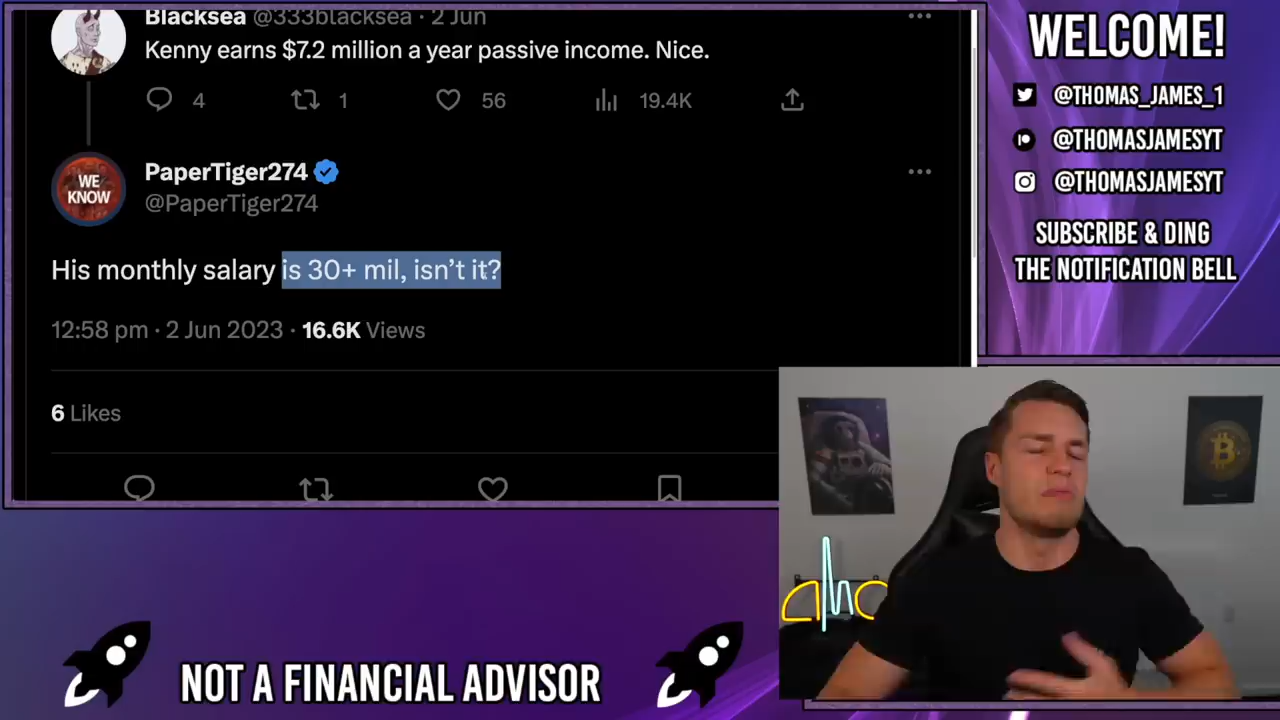 Blacksea @333blacksea · 2 Jun
Kenny earns $7.2 million a year passive income. Nice.
4 1 56 19.4K
WE
KNOW
PaperTiger274
@PaperTiger274
His monthly salary is 30+ mil, isn't it?
12:58 pm · 2 Jun 2023 · 16.6K Views
6 Likes
WELCOME!
@THOMAS_JAMES_1
@THOMASJAMESYT
@THOMASJAMESYT
SUBSCRIBE & DING
THE NOTIFICATION BELL
NOT A FINANCIAL ADVISOR